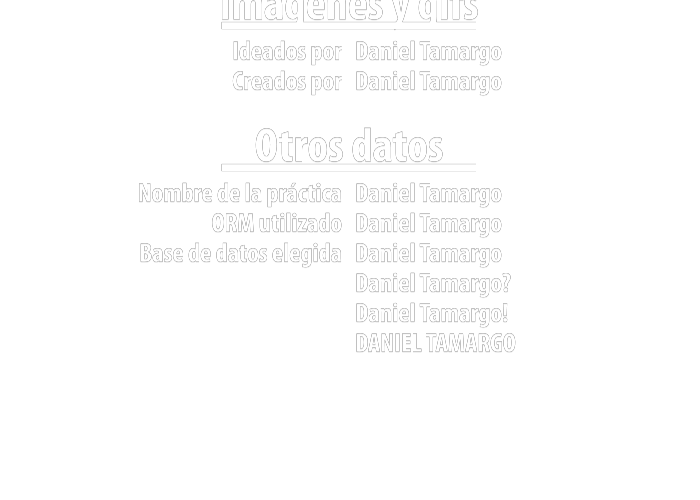 Imágenes y gifs
Ideados por Daniel Tamargo
Creados por Daniel Tamargo
Otros datos
Nombre de la práctica Daniel Tamargo
ORM utilizado Daniel Tamargo
Base de datos elegida Daniel Tamargo
Daniel Tamargo?
Daniel Tamargo!
DANIEL TAMARGO